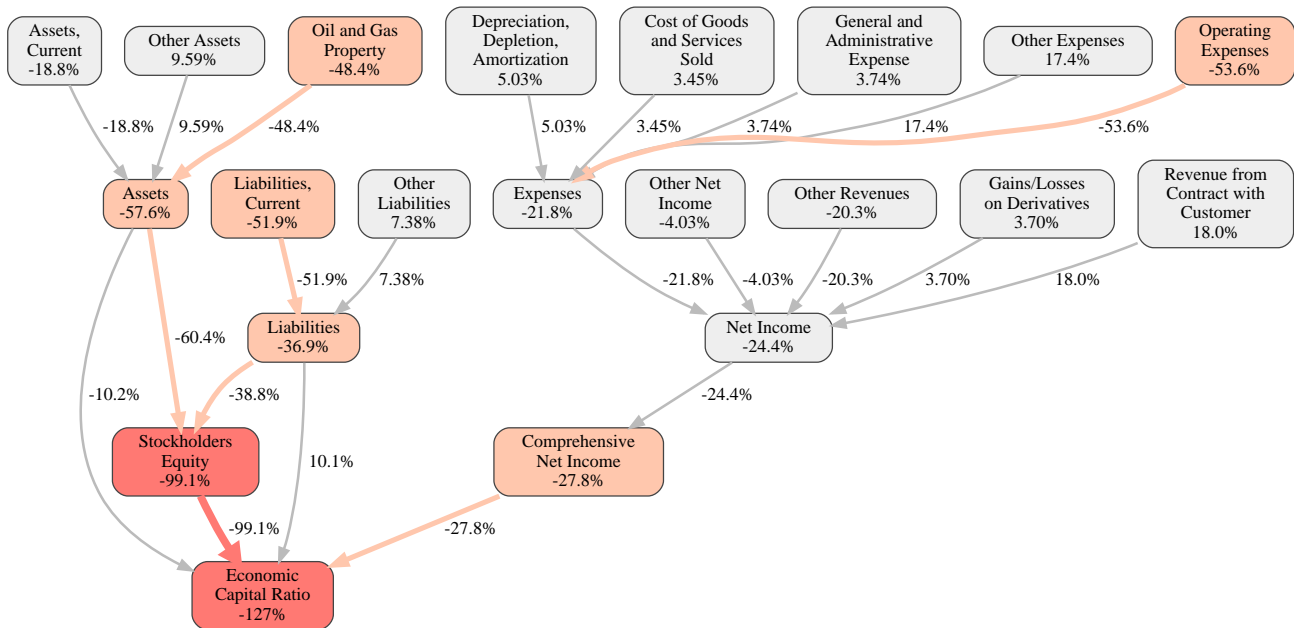 Assets,
Current
-18.8%
Other Assets
9.59%
Oil and Gas
Property
-48.4%
Depreciation,
Depletion,
Amortization
5.03%
Cost of Goods
and Services
Sold
3.45%
General and
Administrative
Expense
3.74%
Other Expenses
17.4%
Operating
Expenses
-53.6%
-18.8%
9.59%
-48.4%
5.03%
3.45%
3.74%
17.4%
-53.6%
Assets
-57.6%
Liabilities,
Current
-51.9%
Other
Liabilities
7.38%
Expenses
-21.8%
Other Net
Income
-4.03%
Other Revenues
-20.3%
Gains/Losses
on Derivatives
3.70%
Revenue from
Contract with
Customer
18.0%
-51.9%
7.38%
-21.8%
-4.03%
-20.3%
3.70%
18.0%
Liabilities
-36.9%
Net Income
-24.4%
-60.4%
-10.2%
-38.8%
-24.4%
Stockholders
Equity
-99.1%
10.1%
Comprehensive
Net Income
-27.8%
-99.1%
-27.8%
Economic
Capital Ratio
-127%